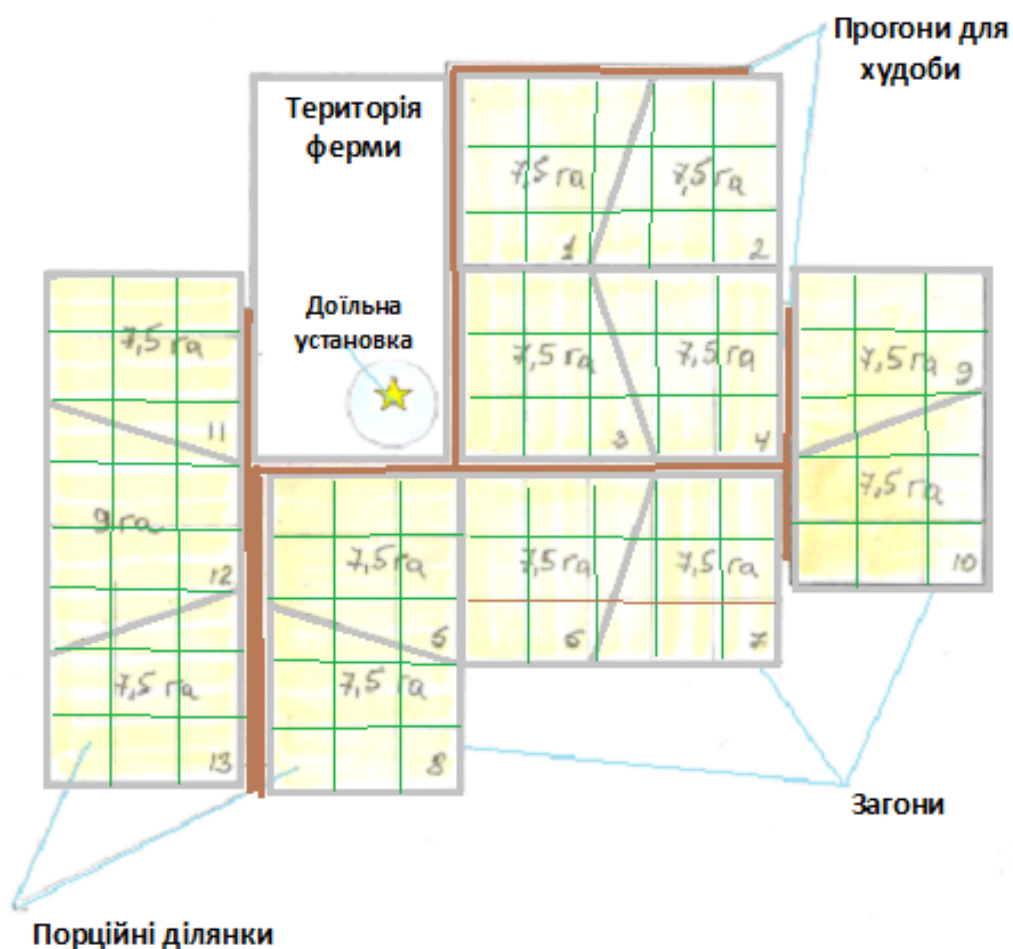 Прогони для
худоби
Територія
ферми
7,5 га
7,5 га
1
2
Доїльна
установка
7,5 га
7,5 га
7,5 га
7,5 га
9
3
4
11
7,5 га
9 га
7,5 га
7,5 га
7,5 га
10
12
5
6
7
7,5 га
7,5 га
13
8
Загони
Порційні ділянки